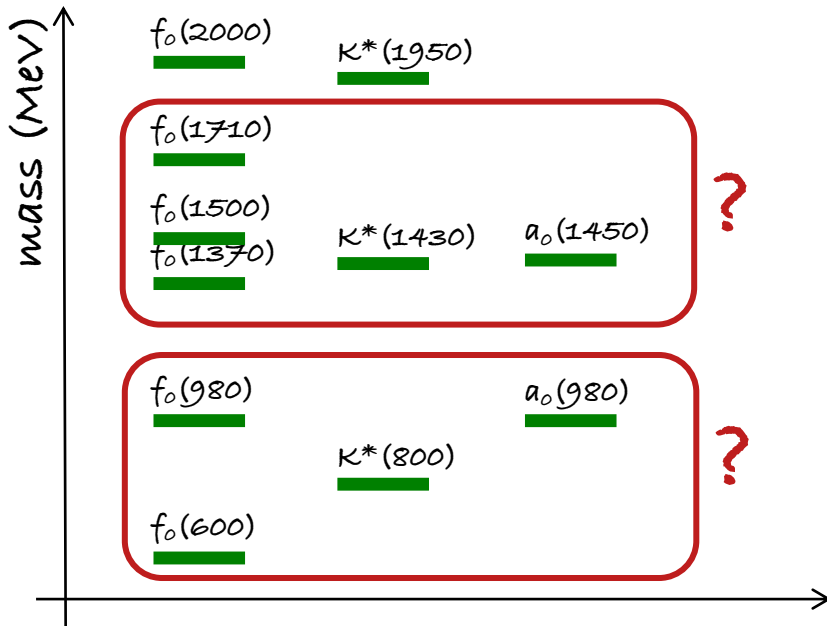 mass (MeV)
f₀(2000)
K*(1950)
f₀(1710)
?
f₀(1500)
K*(1430)
a₀(1450)
f₀(1370)
f₀(980)
a₀(980)
K*(800)
?
f₀(600)